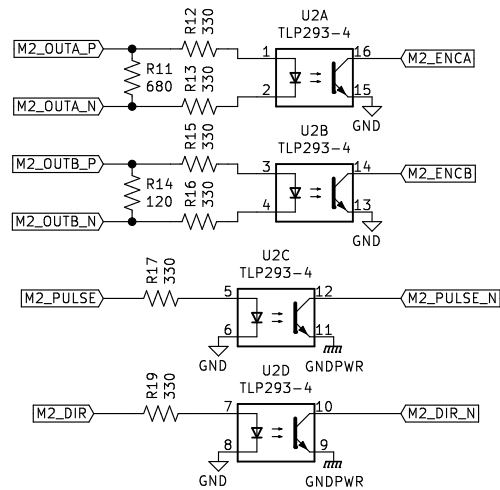 R12
330
U2A
TLP293-4
M2_OUTA_P
1
16
M2_ENCA
R11
680
R13
330
2
15
M2_OUTA_N
GND
R15
330
U2B
TLP293-4
M2_OUTB_P
3
14
M2_ENCB
R14
120
R16
330
4
13
M2_OUTB_N
GND
R17
330
U2C
TLP293-4
M2_PULSE
5
12
M2_PULSE_N
6
11
GND
GNDPWR
R19
330
U2D
TLP293-4
M2_DIR
7
10
M2_DIR_N
8
9
GND
GNDPWR